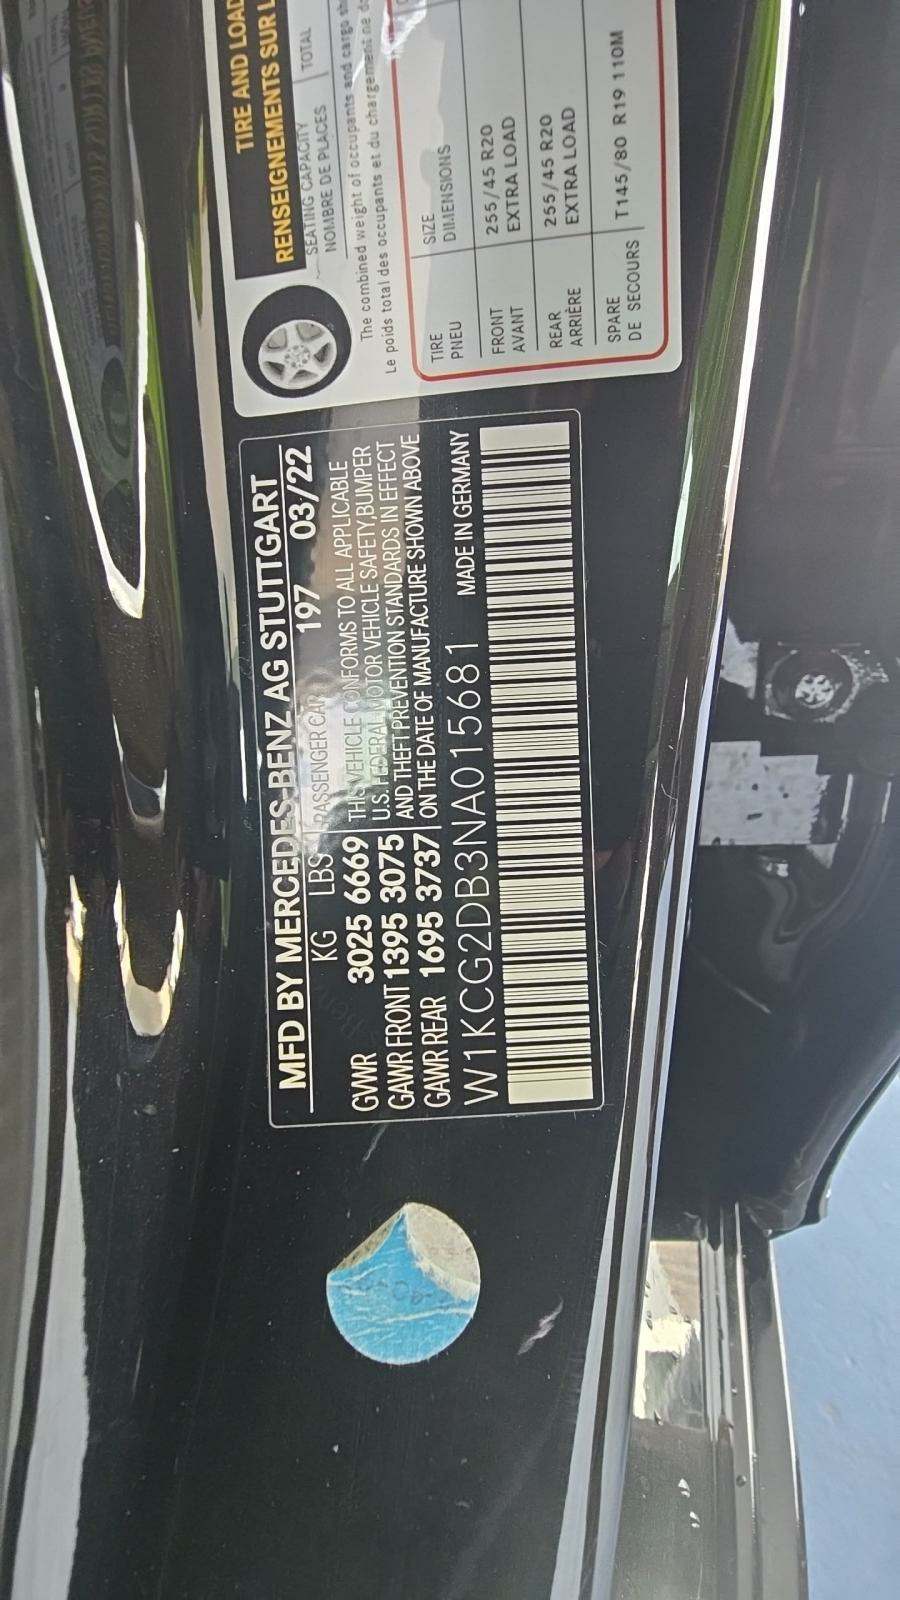 MFD BY MERCEDES-BENZ AG STUTTGART
KG LBS PASSENGER CAR 197 03/22
GVWR 3025 6669 THIS VEHICLE CONFORMS TO ALL APPLICABLE
GAWR FRONT 1395 3075 U.S. FEDERAL MOTOR VEHICLE SAFETY, BUMPER
GAWR REAR 1695 3737 AND THEFT PREVENTION STANDARDS IN EFFECT
ON THE DATE OF MANUFACTURE SHOWN ABOVE
W1KCG2DB3NA015681 MADE IN GERMANY
TIRE AND LOAD
RENSEIGNEMENTS SUR L
SEATING CAPACITY TOTAL
NOMBRE DE PLACES
The combined weight of occupants and cargo
Le poids total des occupants et du chargement ne
TIRE SIZE
PNEU DIMENSIONS
FRONT 255/45 R20
AVANT EXTRA LOAD
REAR 255/45 R20
ARRIÈRE EXTRA LOAD
SPARE T145/80 R19 110M
DE SECOURS